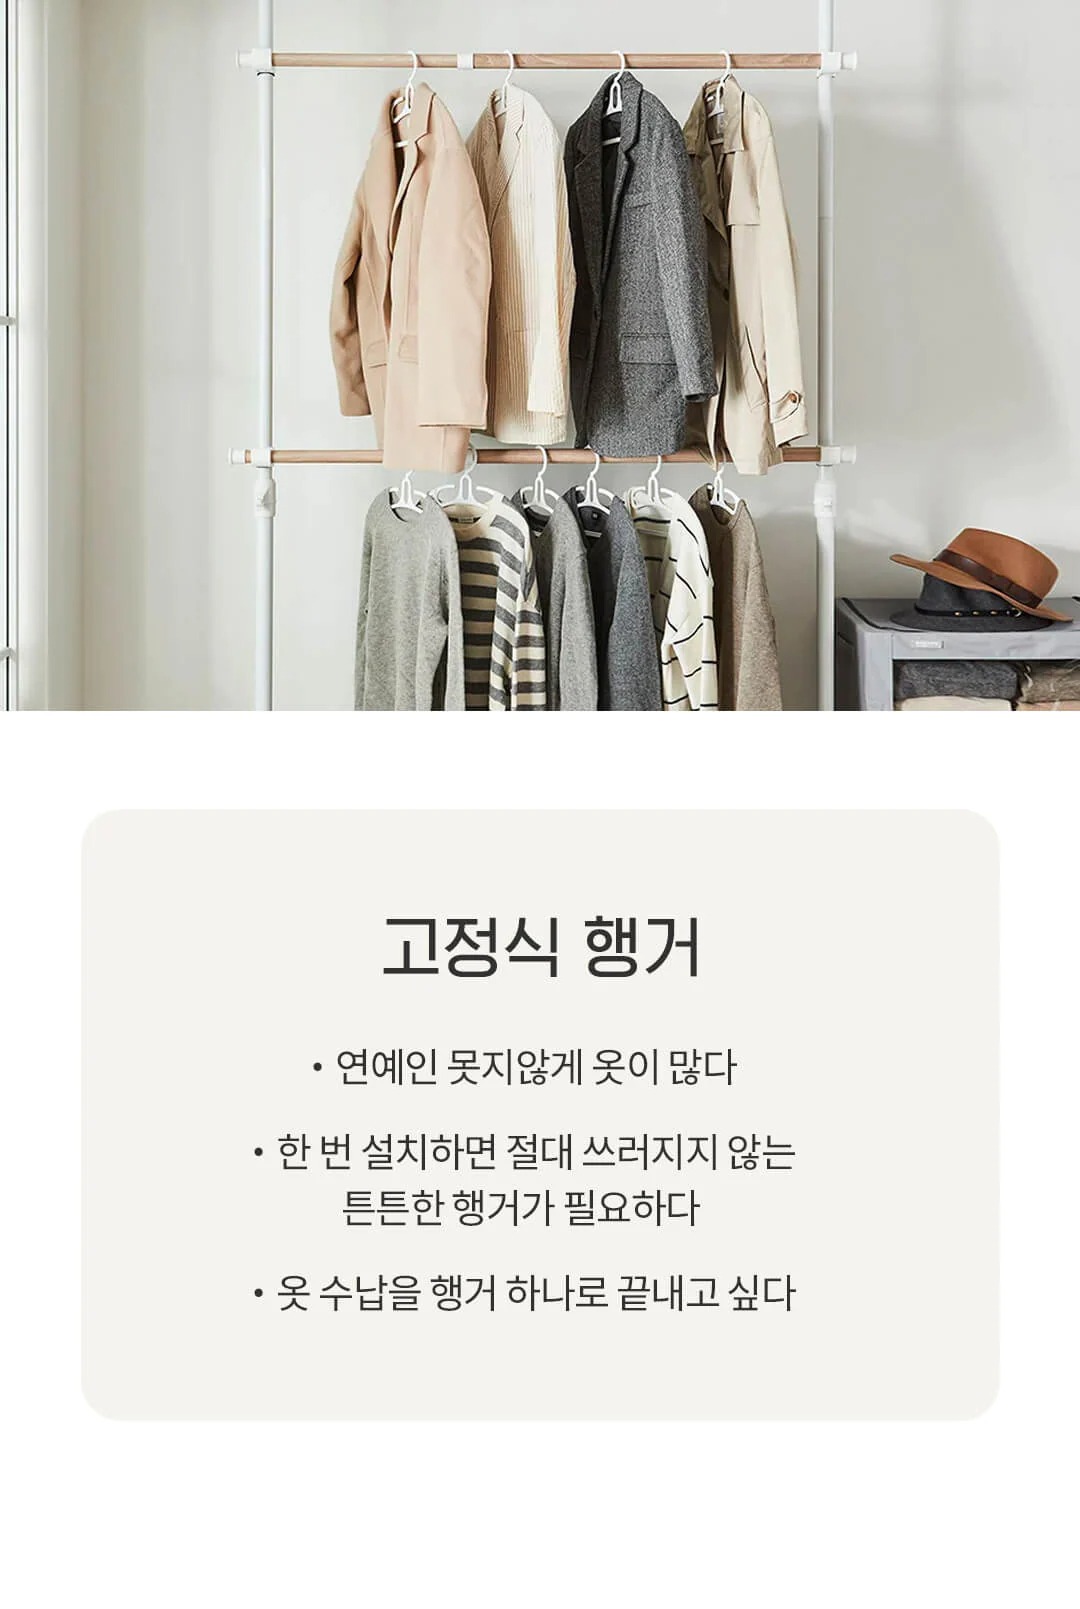 고정식 행거
• 연예인 못지않게 옷이 많다
• 한 번 설치하면 절대 쓰러지지 않는
튼튼한 행거가 필요하다
• 옷 수납을 행거 하나로 끝내고 싶다